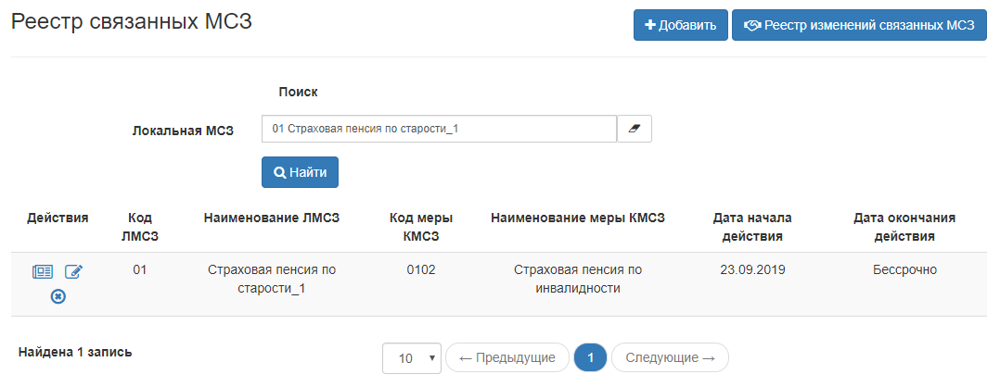 Реестр связанных МСЗ
Добавить
Реестр изменений связанных МСЗ
Поиск
Локальная МСЗ
01 Страховая пенсия по старости_1
Найти
Действия Код ЛМСЗ Наименование ЛМСЗ Код меры КМСЗ Наименование меры КМСЗ Дата начала действия Дата окончания действия
01 Страховая пенсия по старости_1 0102 Страховая пенсия по инвалидности 23.09.2019 Бессрочно
Найдена 1 запись
10 ← Предыдущие 1 Следующие →